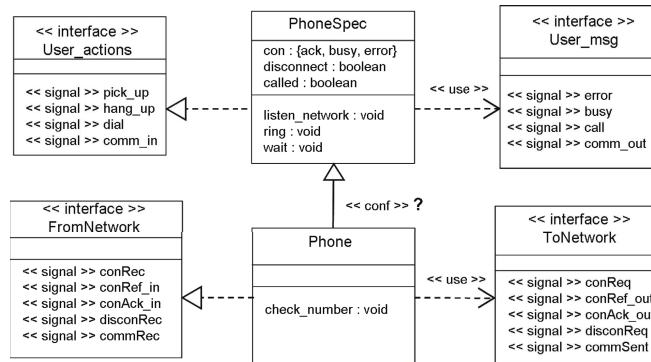 << interface >>
User_actions
<< signal >> pick_up
<< signal >> hang_up
<< signal >> dial
<< signal >> comm_in
PhoneSpec
con : {ack, busy, error}
disconnect : boolean
called : boolean
listen_network : void
ring : void
wait : void
<< use >>
<< interface >>
User_msg
<< signal >> error
<< signal >> busy
<< signal >> call
<< signal >> comm_out
<< conf >> ?
<< interface >>
FromNetwork
<< signal >> conRec
<< signal >> conRef_in
<< signal >> conAck_in
<< signal >> disconRec
<< signal >> commRec
Phone
check_number : void
<< use >>
<< interface >>
ToNetwork
<< signal >> conReq
<< signal >> conRef_out
<< signal >> conAck_out
<< signal >> disconReq
<< signal >> commSent